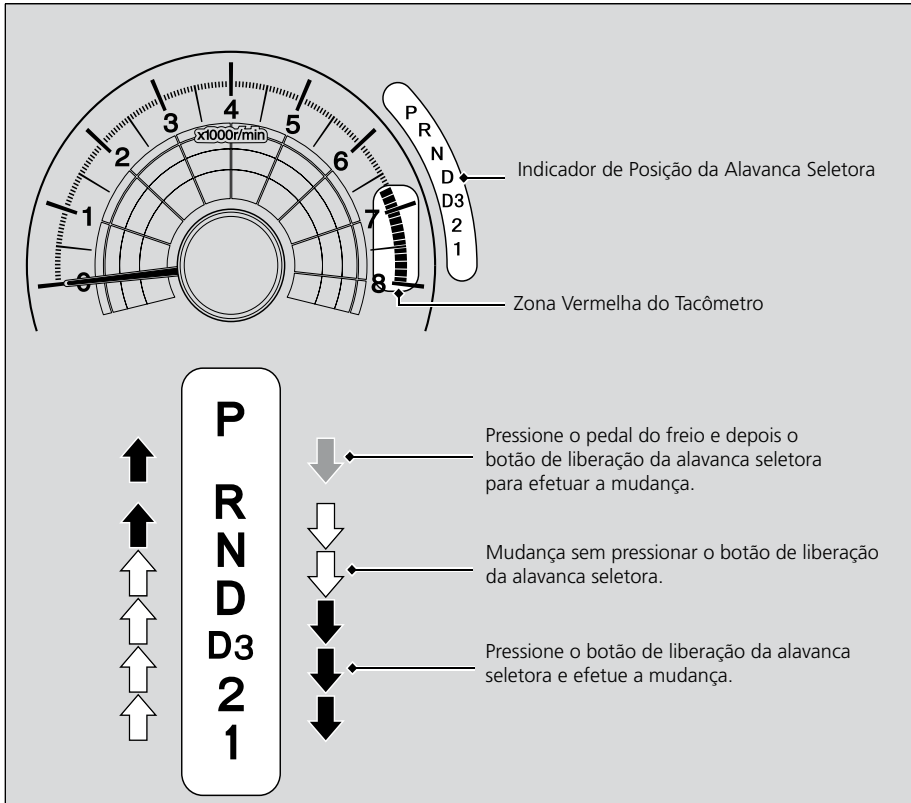 0
1
2
3
4
5
6
7
8
x1000r/min
P
R
N
D
D3
2
1
Indicador de Posição da Alavanca Seletora
Zona Vermelha do Tacômetro
P
R
N
D
D3
2
1
Pressione o pedal do freio e depois o
botão de liberação da alavanca seletora
para efetuar a mudança.
Mudança sem pressionar o botão de liberação
da alavanca seletora.
Pressione o botão de liberação da alavanca
seletora e efetue a mudança.